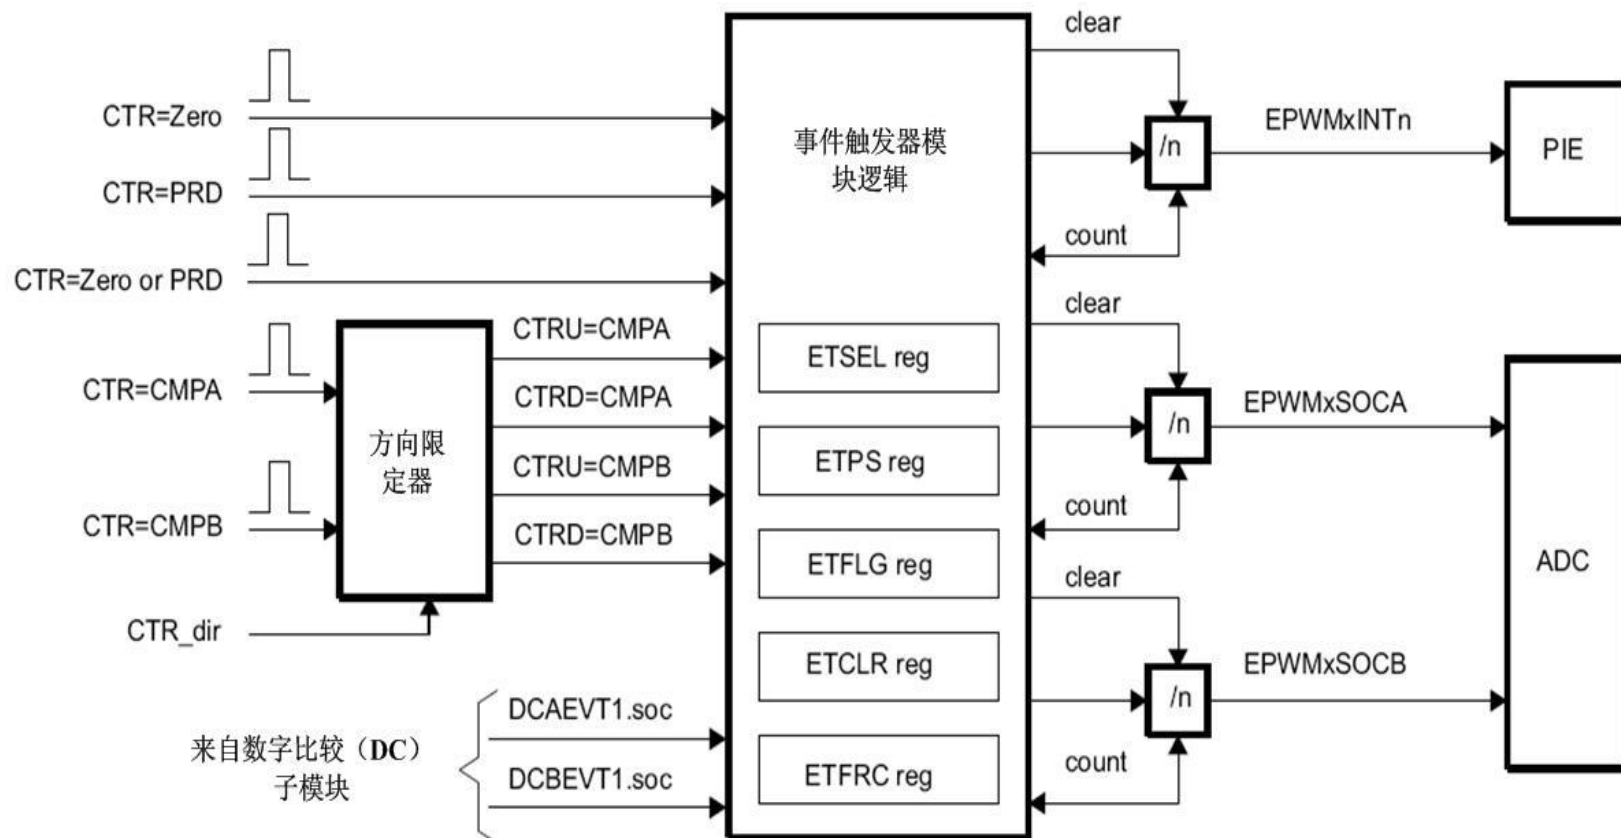 CTR=Zero
CTR=PRD
CTR=Zero or PRD
CTR=CMPA
CTR=CMPB
CTR_dir
方向限
定器
CTRU=CMPA
CTRD=CMPA
CTRU=CMPB
CTRD=CMPB
来自数字比较（DC）
子模块
DCAEVT1.soc
DCBEVT1.soc
事件触发器模
块逻辑
ETSEL reg
ETPS reg
ETFLG reg
ETCLR reg
ETFRC reg
clear
/n
count
EPWMxINTn
PIE
clear
/n
count
EPWMxSOCA
clear
/n
count
EPWMxSOCB
ADC